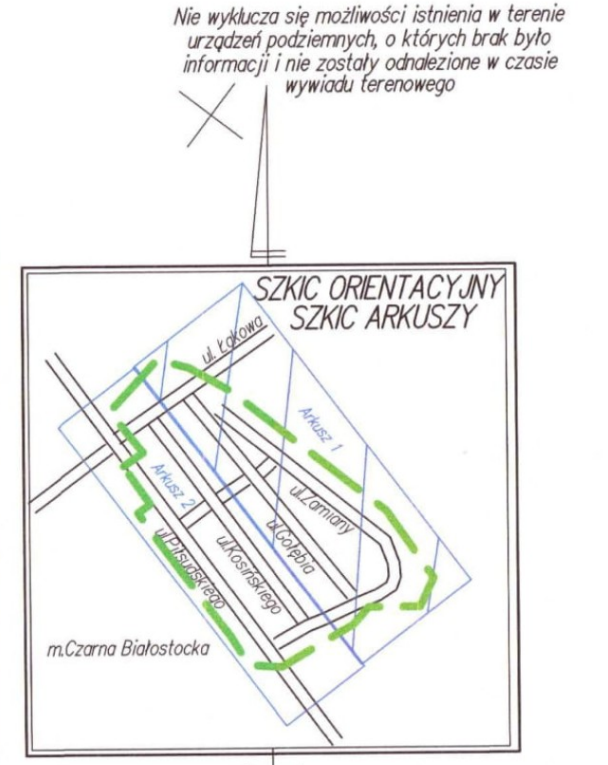 Nie wyklucza się możliwości istnienia w terenie
urządzeń podziemnych, o których brak było
informacji i nie zostały odnalezione w czasie
wywiadu terenowego
SZKIC ORIENTACYJNY
SZKIC ARKUSZY
ul. Łąkowa
Arkusz 1
Arkusz 2
ul.Zamiany
ul.Gołębia
ul.Kosińskiego
ul.Piłsudskiego
m.Czarna Białostocka